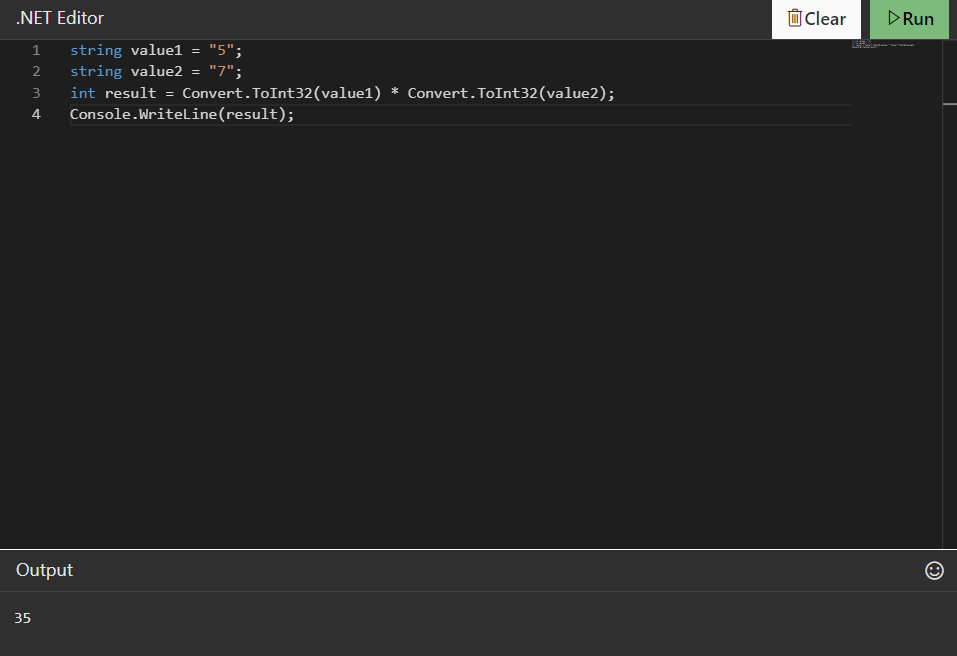 .NET Editor Clear Run
1 string value1 = "5";
2 string value2 = "7";
3 int result = Convert.ToInt32(value1) * Convert.ToInt32(value2);
4 Console.WriteLine(result);
Output
35